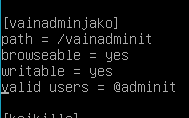 [vainadminjako]
path = /vainadminit
browseable = yes
writable = yes
valid users = @adminit